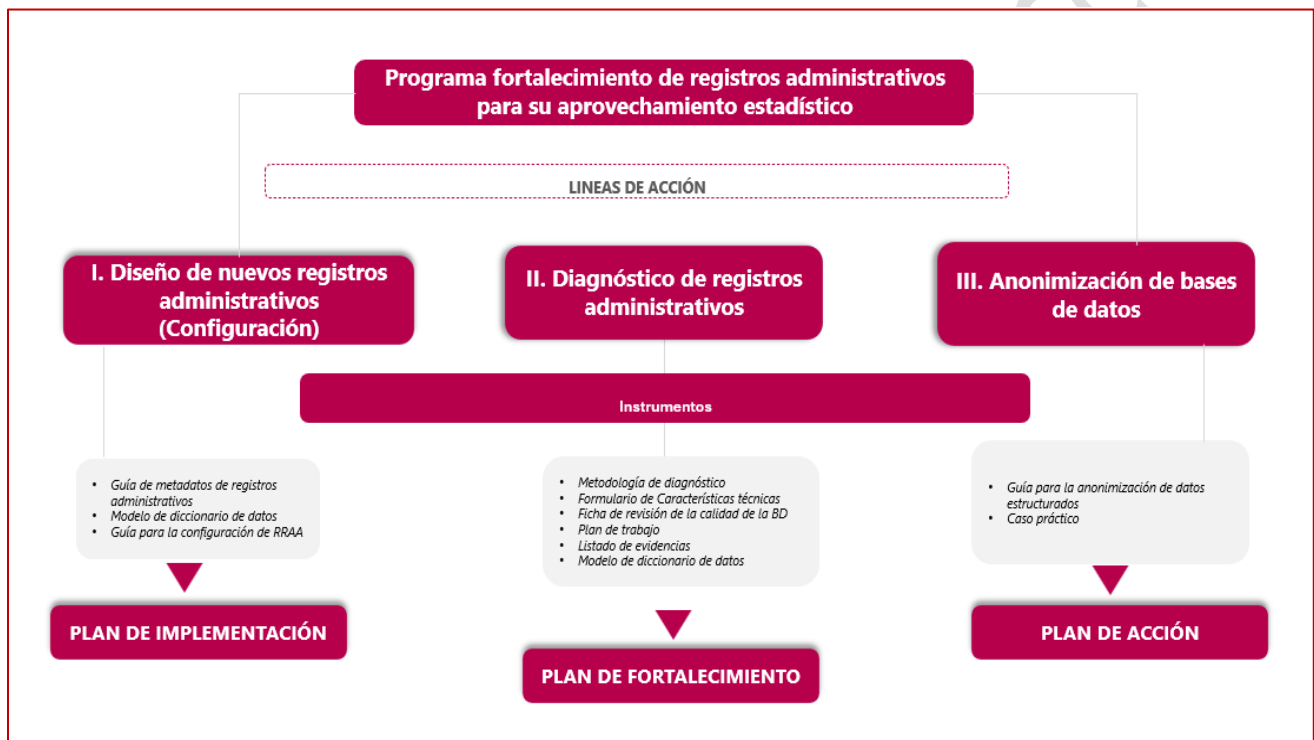 Programa fortalecimiento de registros administrativos
para su aprovechamiento estadístico
LINEAS DE ACCIÓN
I. Diseño de nuevos registros
administrativos
(Configuración)
II. Diagnóstico de registros
administrativos
III. Anonimización de bases
de datos
Instrumentos
• Guía de metadatos de registros
administrativos
• Modelo de diccionario de datos
• Guía para la configuración de RRAA
• Metodología de diagnóstico
• Formulario de Características técnicas
• Ficha de revisión de la calidad de la BD
• Plan de trabajo
• Listado de evidencias
• Modelo de diccionario de datos
• Guía para la anonimización de datos
estructurados
• Caso práctico
PLAN DE IMPLEMENTACIÓN
PLAN DE FORTALECIMIENTO
PLAN DE ACCIÓN